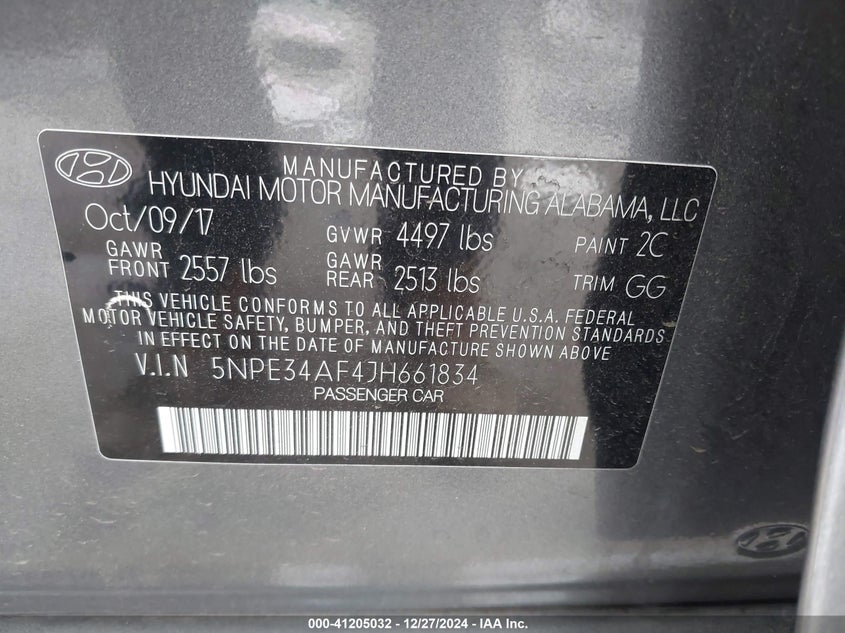 MANUFACTURED BY
HYUNDAI MOTOR MANUFACTURING ALABAMA, LLC
Oct/09/17 GVWR 4497 lbs PAINT 2C
GAWR FRONT 2557 lbs GAWR REAR 2513 lbs TRIM GG
THIS VEHICLE CONFORMS TO ALL APPLICABLE U.S.A. FEDERAL
MOTOR VEHICLE SAFETY, BUMPER, AND THEFT PREVENTION STANDARDS
IN EFFECT ON THE DATE OF MANUFACTURE SHOWN ABOVE
V.I.N 5NPE34AF4JH661834
PASSENGER CAR
000-41205032 - 12/27/2024 - IAA Inc.